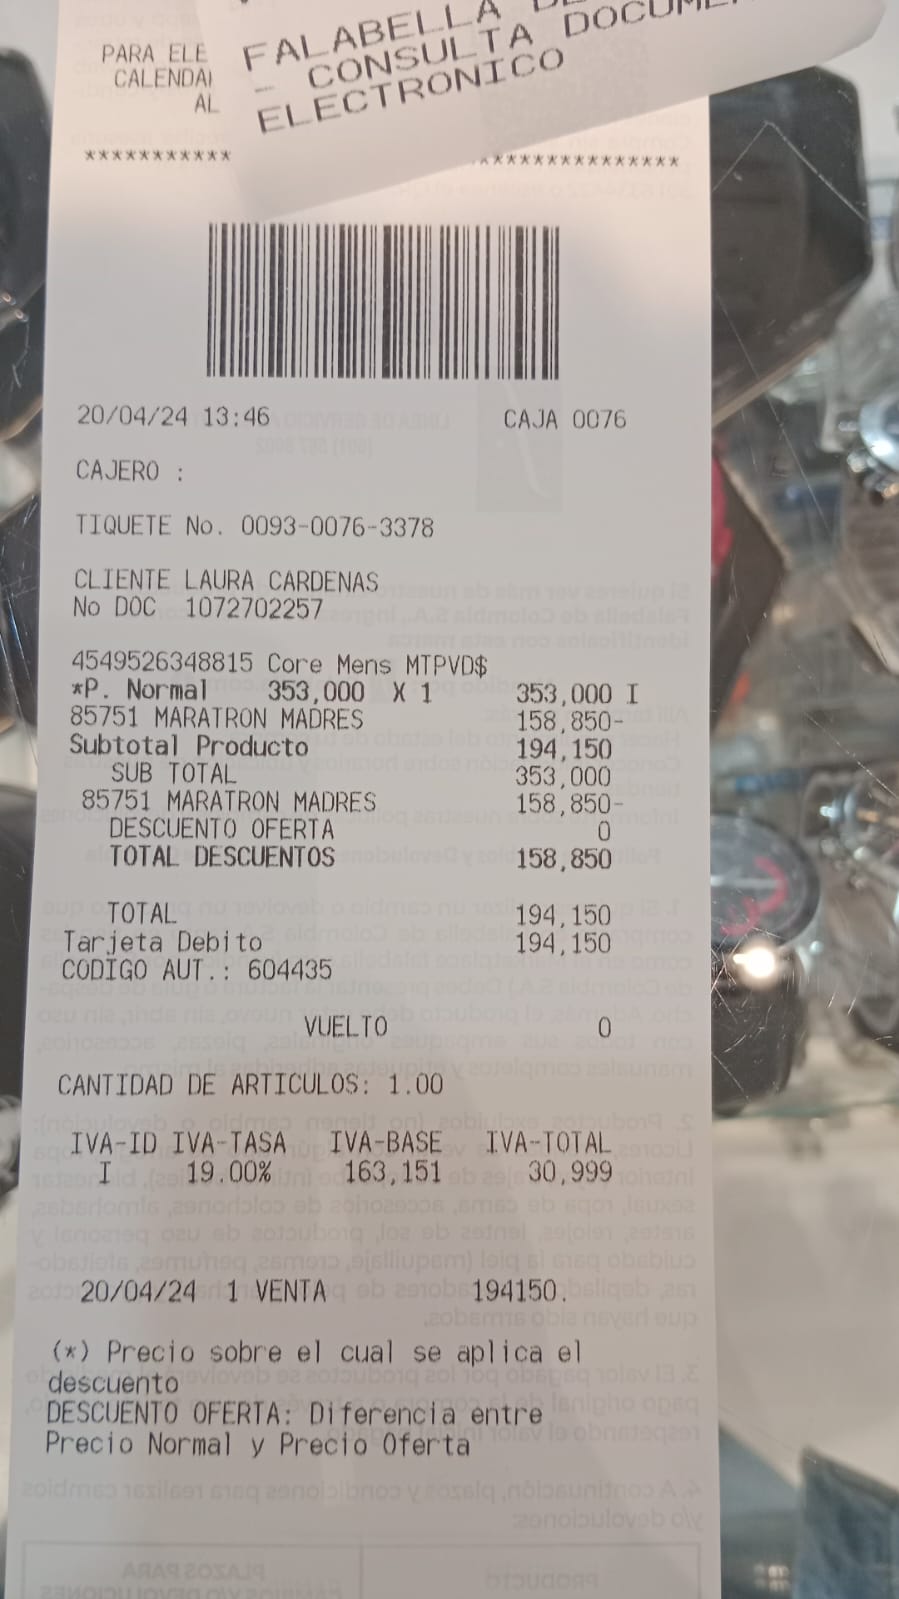 FALABELLA DE
_ CONSULTA DOCUME
ELECTRONICO
PARA ELE
CALENDA
AL
*********** ****************
20/04/24 13:46 CAJA 0076
CAJERO :
TIQUETE No. 0093-0076-3378
CLIENTE LAURA CARDENAS
No DOC 1072702257
4549526348815 Core Mens MTPVD$
*P. Normal 353,000 X 1 353,000 I
85751 MARATRON MADRES 158,850-
Subtotal Producto 194,150
SUB TOTAL 353,000
85751 MARATRON MADRES 158,850-
DESCUENTO OFERTA 0
TOTAL DESCUENTOS 158,850
TOTAL 194,150
Tarjeta Debito 194,150
CODIGO AUT.: 604435
VUELTO 0
CANTIDAD DE ARTICULOS: 1.00
IVA-ID IVA-TASA IVA-BASE IVA-TOTAL
I 19.00% 163,151 30,999
20/04/24 1 VENTA 194150.
(*) Precio sobre el cual se aplica el
descuento
DESCUENTO OFERTA: Diferencia entre
Precio Normal y Precio Oferta